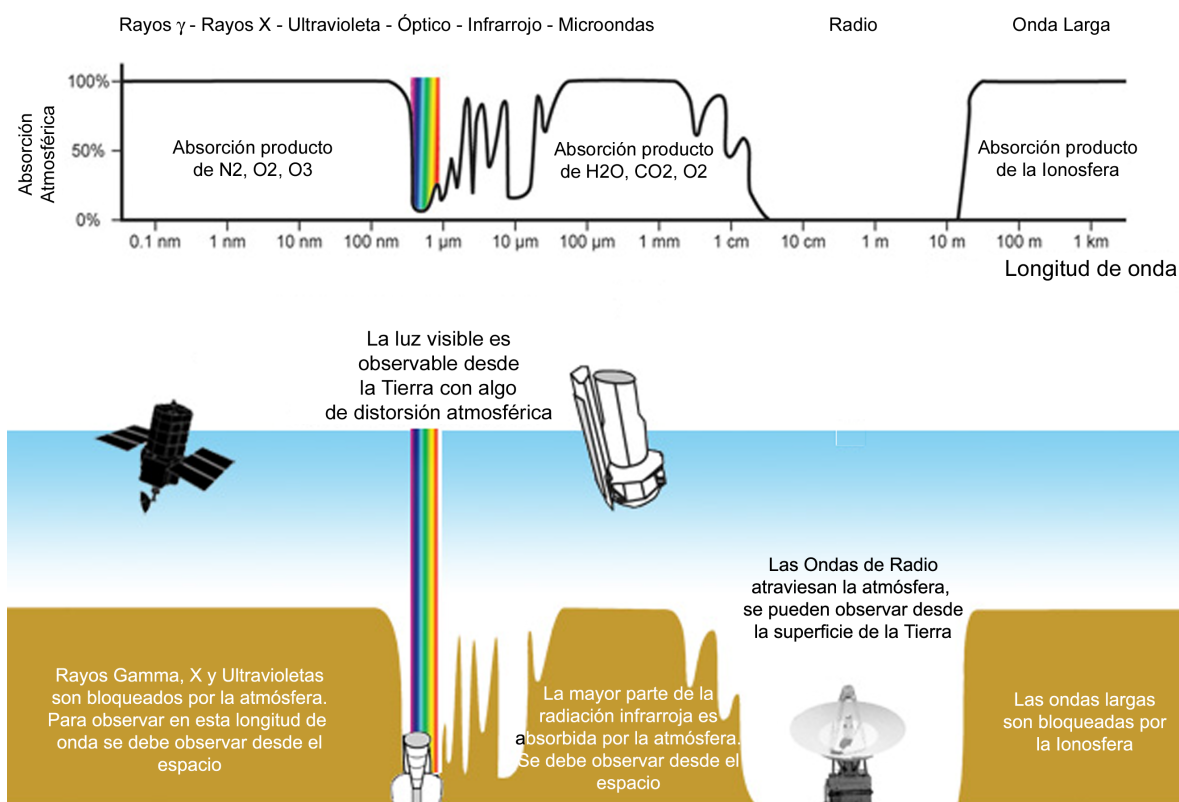 Rayos γ - Rayos X - Ultravioleta - Óptico - Infrarrojo - Microondas
Radio
Onda Larga
Absorción
Atmosférica
100%
50%
0%
Absorción producto
de N2, O2, O3
Absorción producto
de H2O, CO2, O2
Absorción producto
de la Ionosfera
0.1 nm
1 nm
10 nm
100 nm
1 µm
10 µm
100 µm
1 mm
1 cm
10 cm
1 m
10 m
100 m
1 km
Longitud de onda
La luz visible es
observable desde
la Tierra con algo
de distorsión atmosférica
Las Ondas de Radio
atraviesan la atmósfera,
se pueden observar desde
la superficie de la Tierra
Rayos Gamma, X y Ultravioletas
son bloqueados por la atmósfera.
Para observar en esta longitud de
onda se debe observar desde el
espacio
La mayor parte de la
radiación infrarroja es
absorbida por la atmósfera.
Se debe observar desde el
espacio
Las ondas largas
son bloqueadas por
la Ionosfera